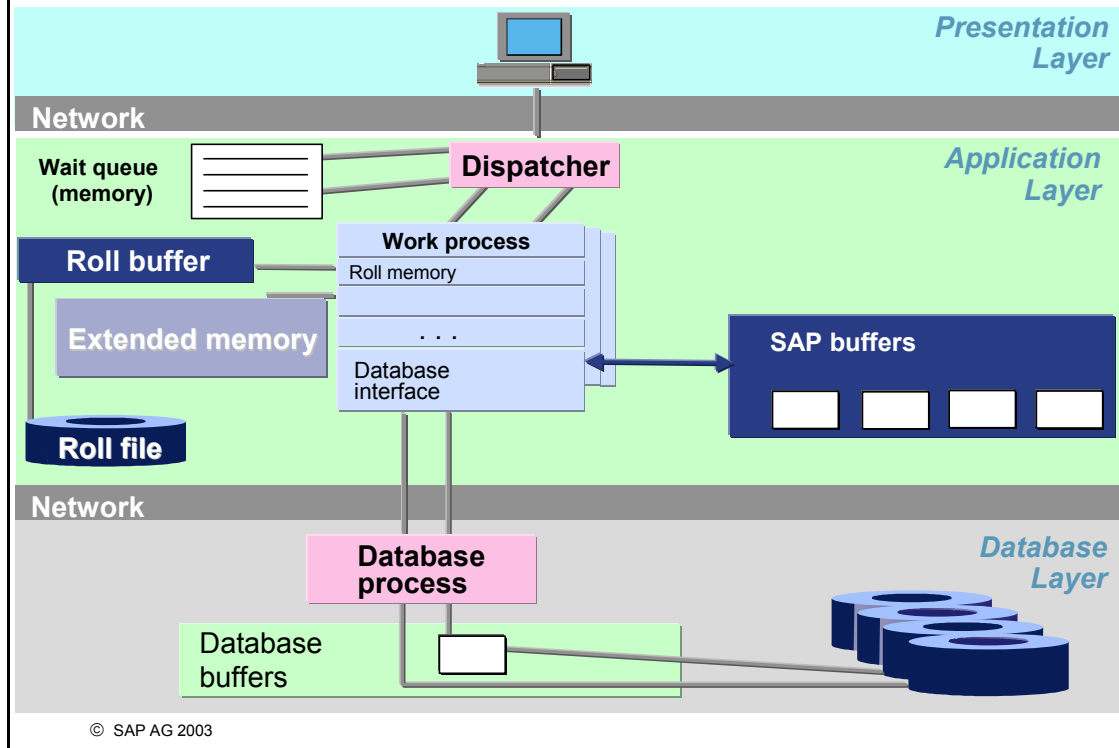 Presentation
Layer
Network
Wait queue
(memory)
Dispatcher
Application
Layer
Work process
Roll buffer
Roll memory
Extended memory
. . .
SAP buffers
Database
interface
Roll file
Network
Database
process
Database
Layer
Database
buffers
© SAP AG 2003